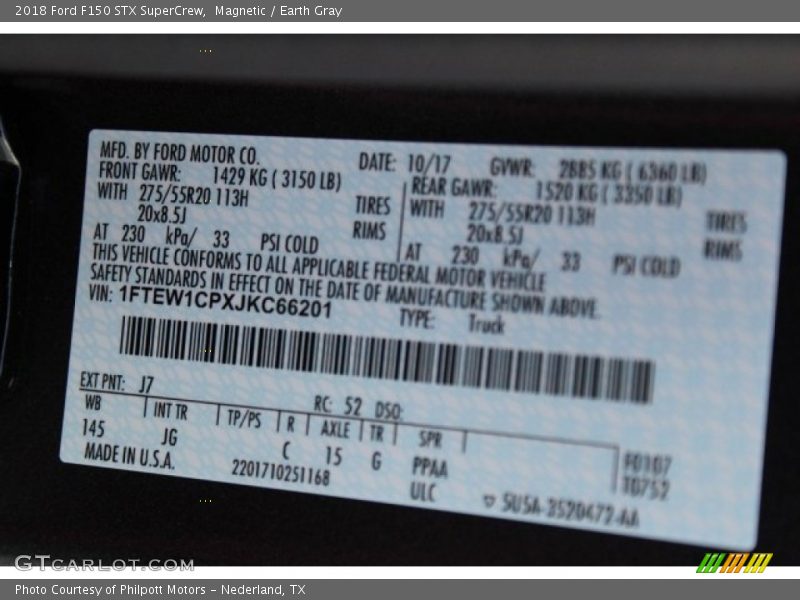 2018 Ford F150 STX SuperCrew,  Magnetic / Earth Gray
MFD. BY FORD MOTOR CO.
DATE: 10/17 GVWR: 2885 KG ( 6360 LB)
FRONT GAWR: 1429 KG ( 3150 LB)
REAR GAWR: 1520 KG ( 3350 LB)
WITH 275/55R20 113H TIRES
WITH 275/55R20 113H TIRES
20x8.5J RIMS
20x8.5J RIMS
AT 230 kPa/ 33 PSI COLD
AT 230 kPa/ 33 PSI COLD
THIS VEHICLE CONFORMS TO ALL APPLICABLE FEDERAL MOTOR VEHICLE
SAFETY STANDARDS IN EFFECT ON THE DATE OF MANUFACTURE SHOWN ABOVE.
VIN: 1FTEW1CPXJKC66201
TYPE: Truck
EXT PNT: J7 RC: 52 DSO:
WB INT TR TP/PS R AXLE TR SPR
145 JG C 15 G PPAA
F0107
T0752
MADE IN U.S.A. 2201710251168 ULC
5U5A-3520472-AA
GTCarLot.com
Photo Courtesy of Philpott Motors - Nederland, TX